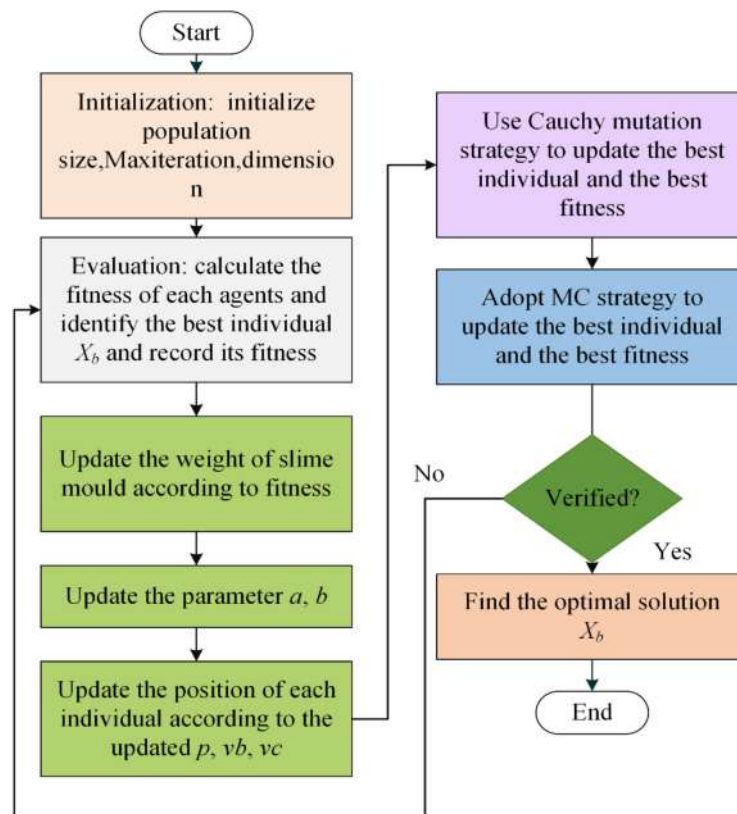 Start
Initialization: initialize
population
size,Maxiteration,dimensio
n
Evaluation: calculate the
fitness of each agents and
identify the best individual
X_b and record its fitness
Update the weight of slime
mould according to fitness
Update the parameter a, b
Update the position of each
individual according to the
updated p, vb, vc
Use Cauchy mutation
strategy to update the best
individual and the best
fitness
Adopt MC strategy to
update the best individual
and the best fitness
No
Verified?
Yes
Find the optimal solution
X_b
End